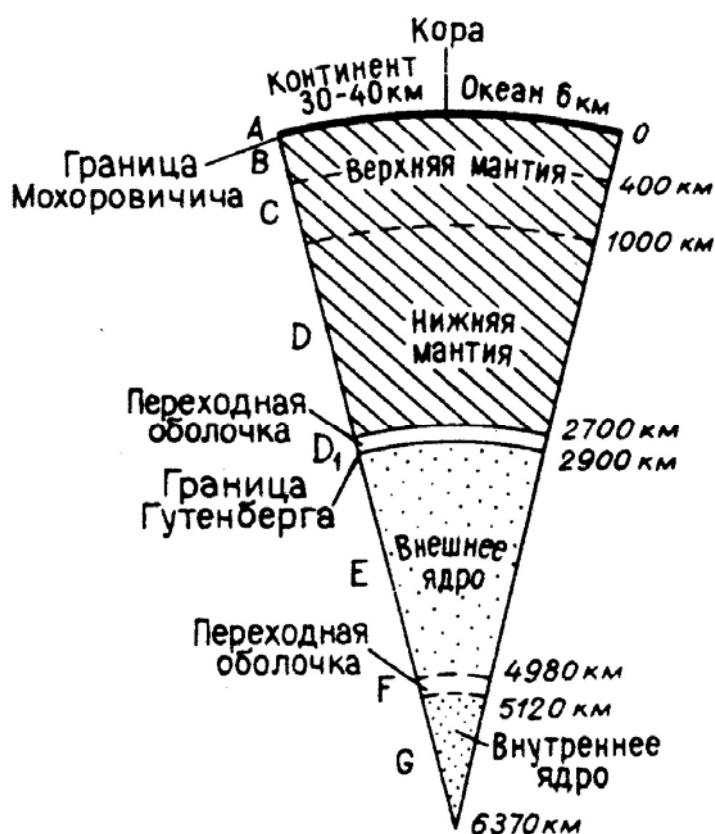 Кора
Континент
30-40км
Океан 6км
А
0
Граница
Мохоровичича
B
Верхняя мантия
400 км
C
1000 км
D
Нижняя
мантия
Переходная
оболочка
2700 км
D₁
2900 км
Граница
Гутенберга
Внешнее
ядро
E
Переходная
оболочка
4980 км
F
5120 км
G
Внутреннее
ядро
6370 км